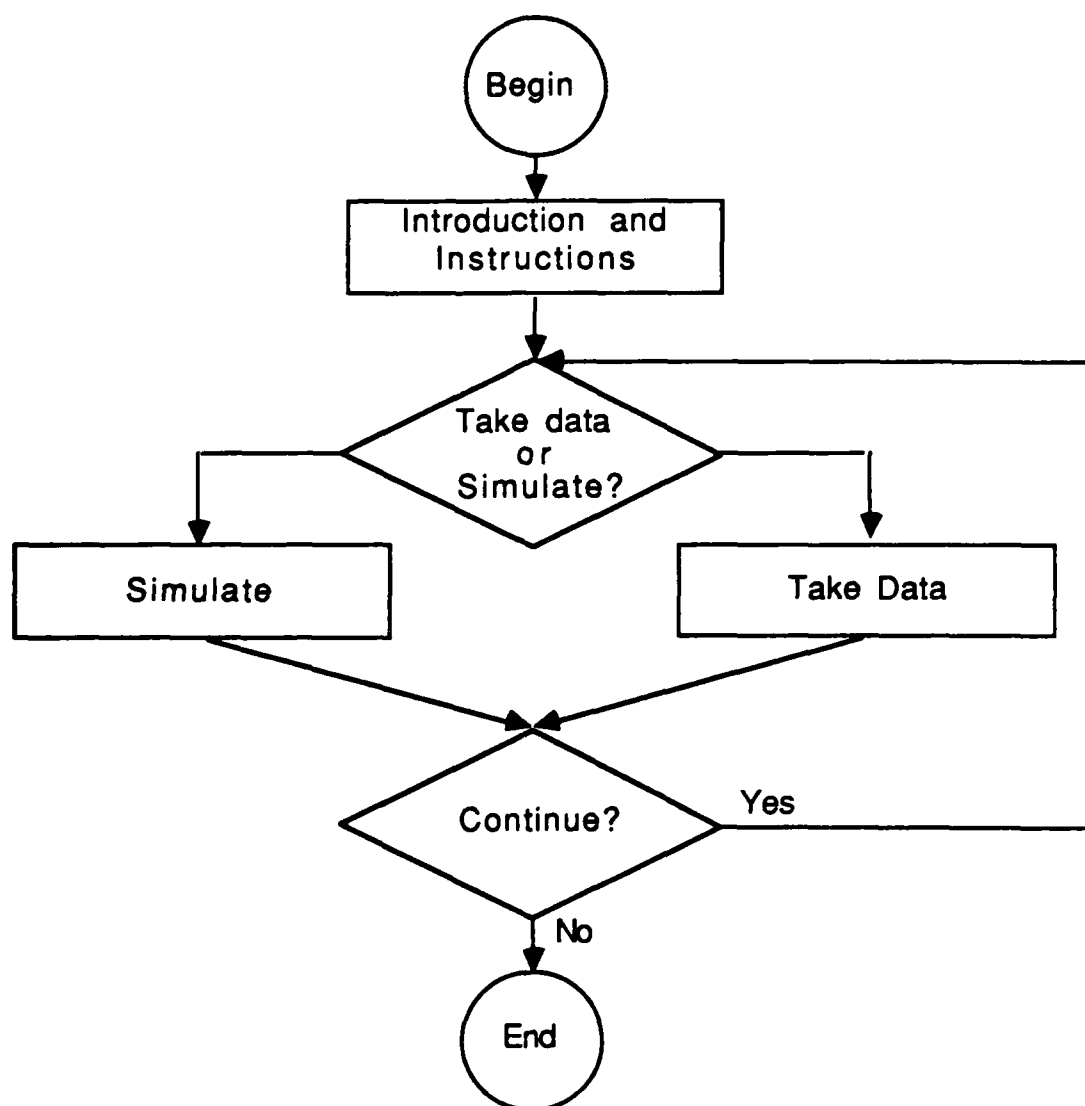 Begin
Introduction and
Instructions
Take data
or
Simulate?
Simulate
Take Data
Continue?
Yes
No
End